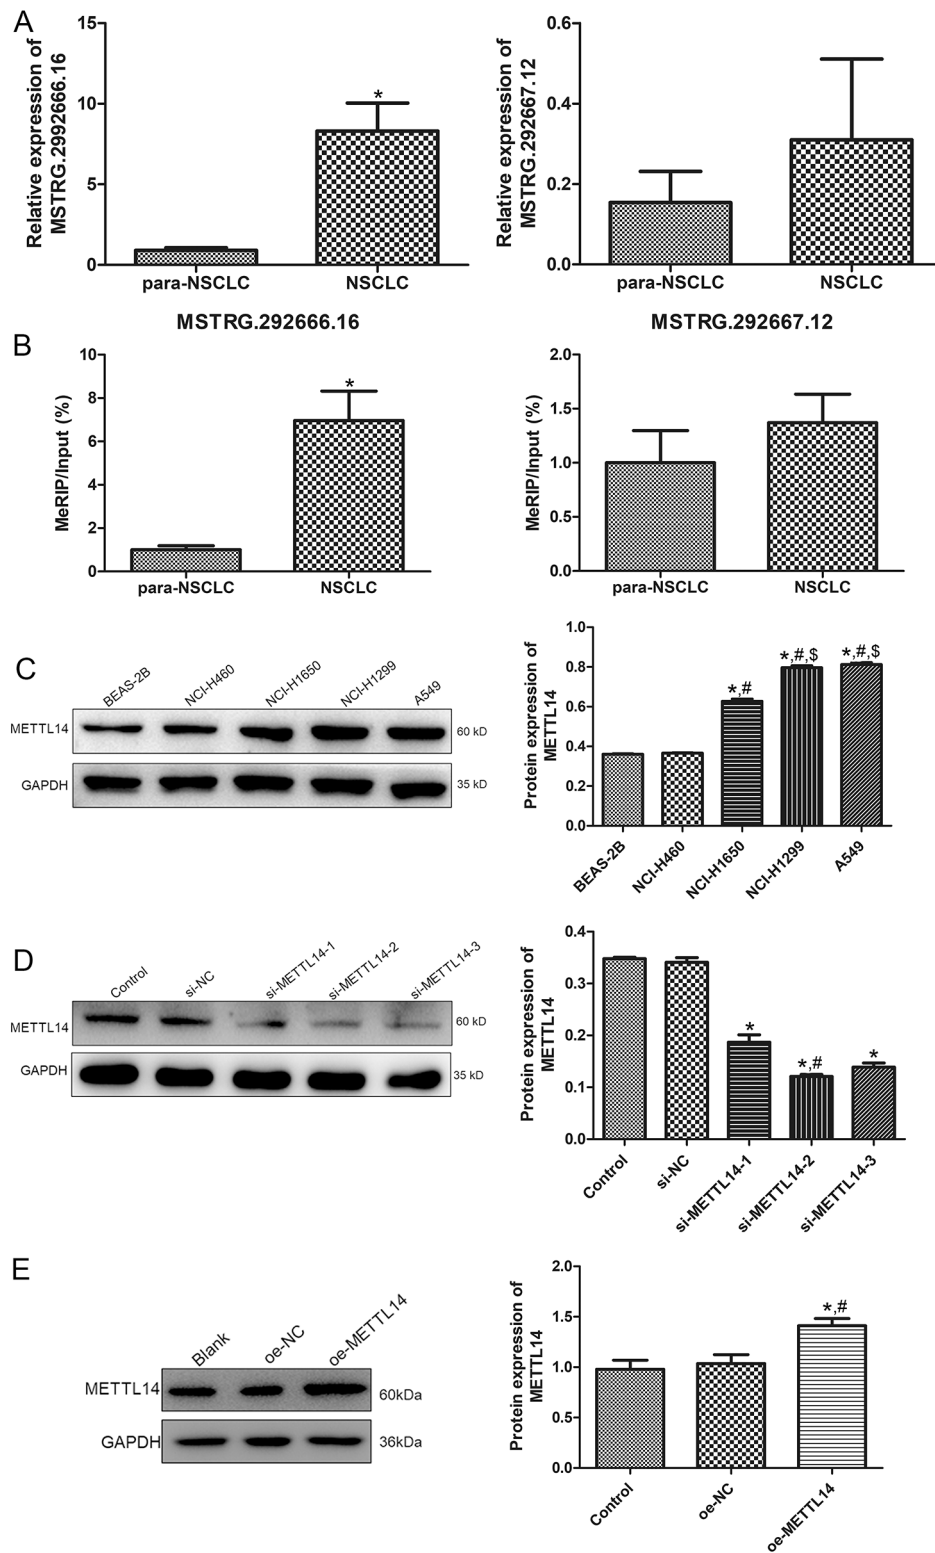 A
Relative expression of
MSTRG.2992666.16
15
10
5
0
*
para-NSCLC
NSCLC
Relative expression of
MSTRG.292667.12
0.6
0.4
0.2
0.0
para-NSCLC
NSCLC
B
MSTRG.292666.16
MeRIP/Input (%)
10
8
6
4
2
0
*
para-NSCLC
NSCLC
MSTRG.292667.12
MeRIP/Input (%)
2.0
1.5
1.0
0.5
0.0
para-NSCLC
NSCLC
C
BEAS-2B
NCI-H460
NCI-H1650
NCI-H1299
A549
METTL14
60 kD
GAPDH
35 kD
Protein expression of
METTL14
1.0
0.8
0.6
0.4
0.2
0.0
*,#
*,#,$
*,#,$
BEAS-2B
NCI-H460
NCI-H1650
NCI-H1299
A549
D
Control
si-NC
si-METTL14-1
si-METTL14-2
si-METTL14-3
METTL14
60 kD
GAPDH
35 kD
Protein expression of
METTL14
0.4
0.3
0.2
0.1
0.0
*
*,#
*
Control
si-NC
si-METTL14-1
si-METTL14-2
si-METTL14-3
E
Blank
oe-NC
oe-METTL14
METTL14
60kDa
GAPDH
36kDa
Protein expression of
METTL14
2.0
1.5
1.0
0.5
0.0
*,#
Control
oe-NC
oe-METTL14